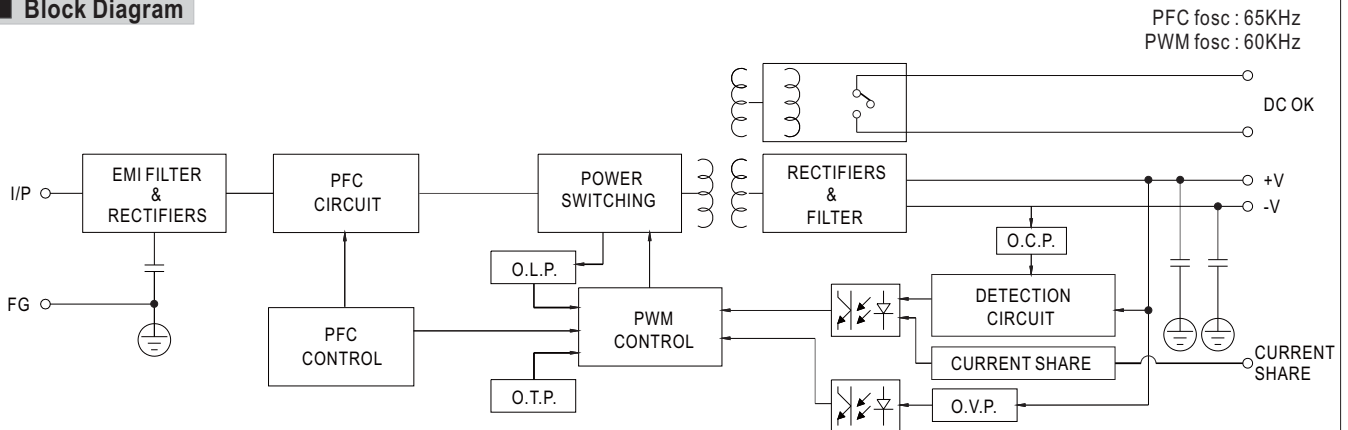 Block Diagram
PFC fosc : 65KHz
PWM fosc : 60KHz
DC OK
I/P
EMI FILTER
&
RECTIFIERS
PFC
CIRCUIT
POWER
SWITCHING
RECTIFIERS
&
FILTER
+V
-V
O.C.P.
O.L.P.
FG
DETECTION
CIRCUIT
PFC
CONTROL
PWM
CONTROL
CURRENT SHARE
CURRENT
SHARE
O.T.P.
O.V.P.